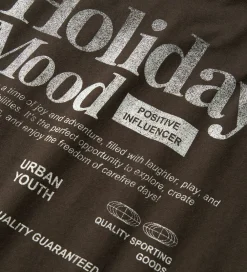 Holiday
Mood
a time of joy and adventure, filled with laughter, play, and
bilities. It's the perfect opportunity to explore, create
s, and enjoy the freedom of carefree days!
POSITIVE
INFLUENCER
URBAN
YOUTH
QUALITY SPORTING
GOODS
QUALITY GUARANTEED